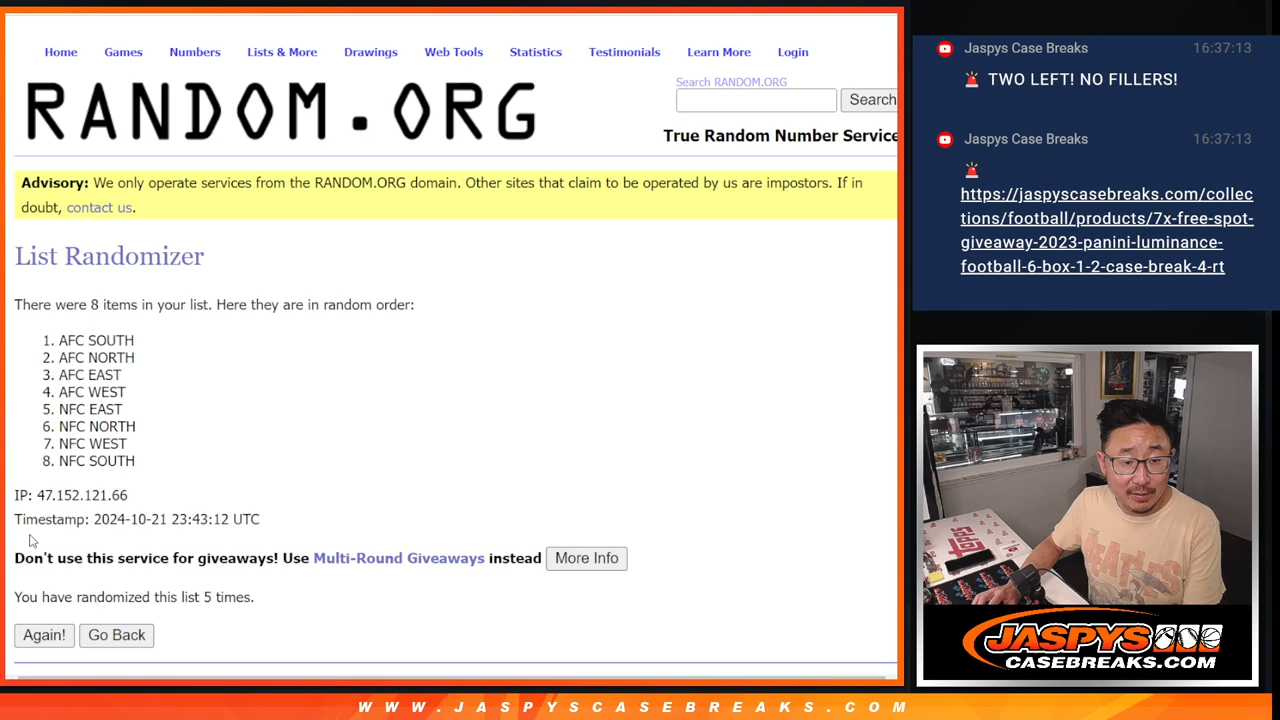 Home Games Numbers Lists & More Drawings Web Tools Statistics Testimonials Learn More Login
RANDOM.ORG
Search RANDOM.ORG
Search
True Random Number Service
Advisory: We only operate services from the RANDOM.ORG domain. Other sites that claim to be operated by us are impostors. If in
doubt, contact us.
List Randomizer
There were 8 items in your list. Here they are in random order:
1. AFC SOUTH
2. AFC NORTH
3. AFC EAST
4. AFC WEST
5. NFC EAST
6. NFC NORTH
7. NFC WEST
8. NFC SOUTH
IP: 47.152.121.66
Timestamp: 2024-10-21 23:43:12 UTC
Don't use this service for giveaways! Use Multi-Round Giveaways instead More Info
You have randomized this list 5 times.
Again! Go Back
Jaspys Case Breaks 16:37:13
🚨 TWO LEFT! NO FILLERS!
Jaspys Case Breaks 16:37:13
🚨
https://jaspyscasebreaks.com/collec
tions/football/products/7x-free-spot-
giveaway-2023-panini-luminance-
football-6-box-1-2-case-break-4-rt
topps
JASPYS
CASEBREAKS.COM
WWW.JASPYSCASEBREAKS.COM